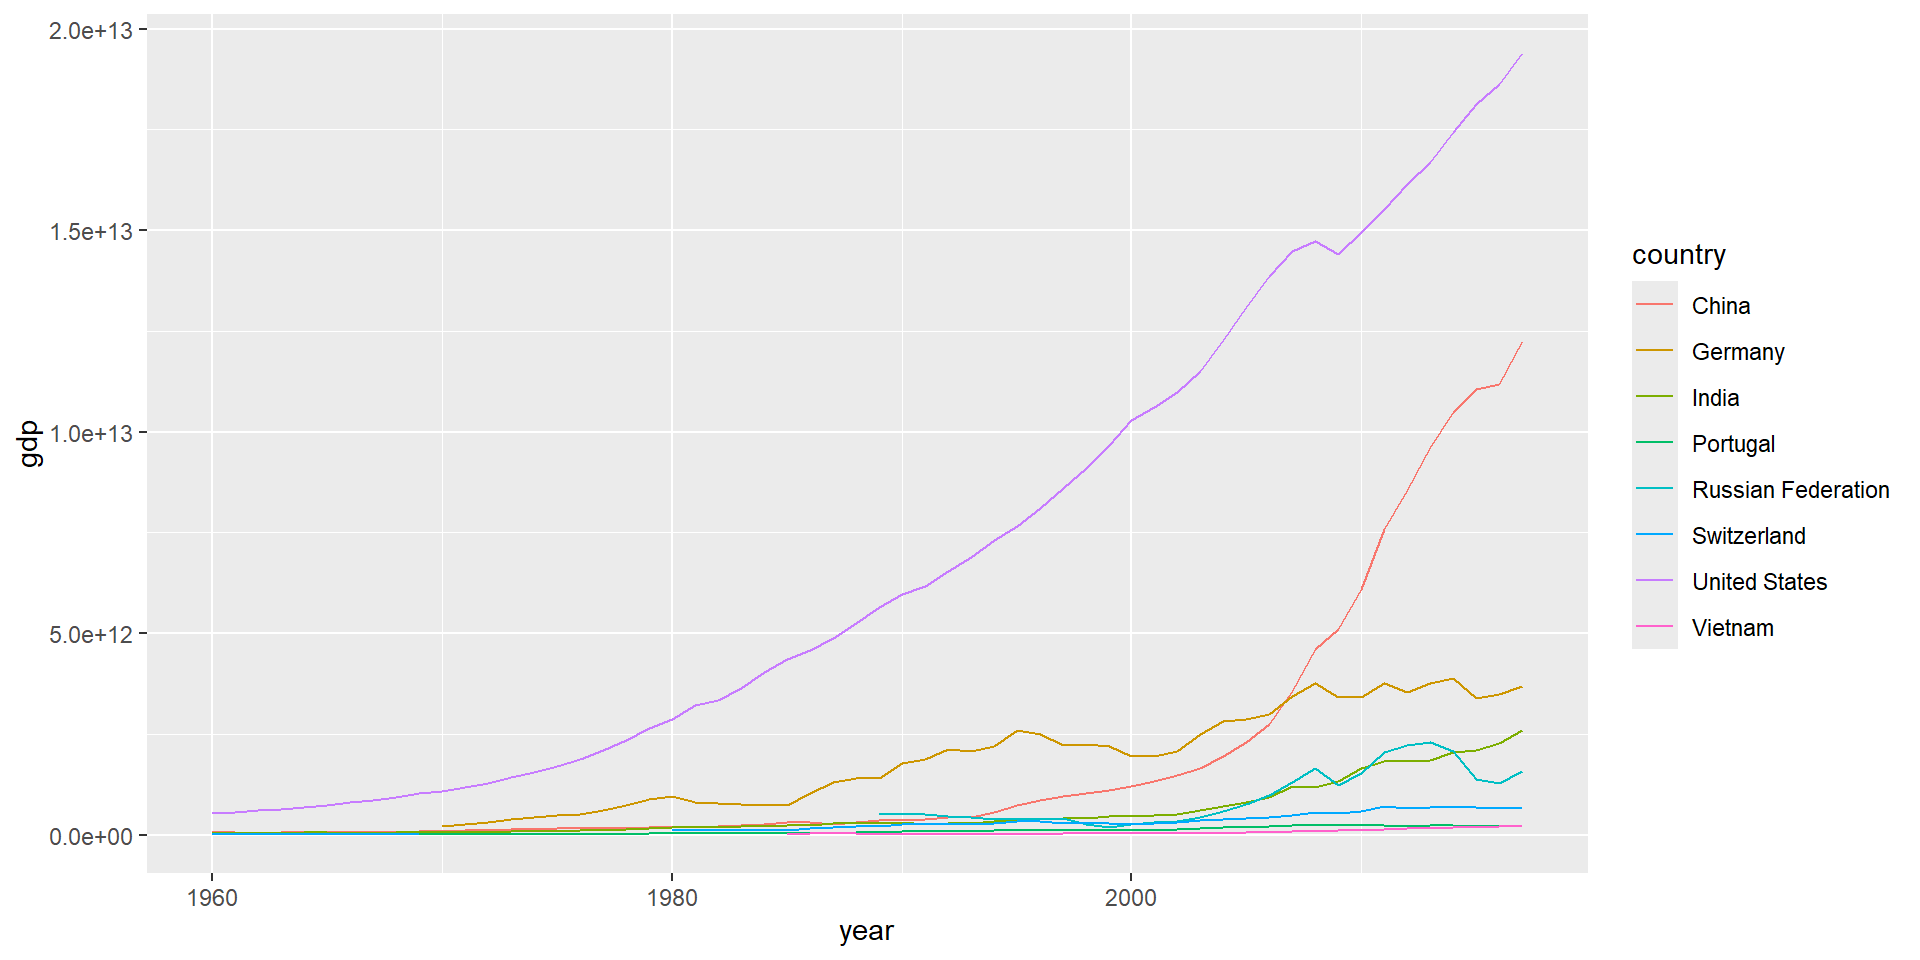 2.0e+13
1.5e+13
1.0e+13
5.0e+12
0.0e+00
gdp
1960 1980 2000
year
country
China
Germany
India
Portugal
Russian Federation
Switzerland
United States
Vietnam